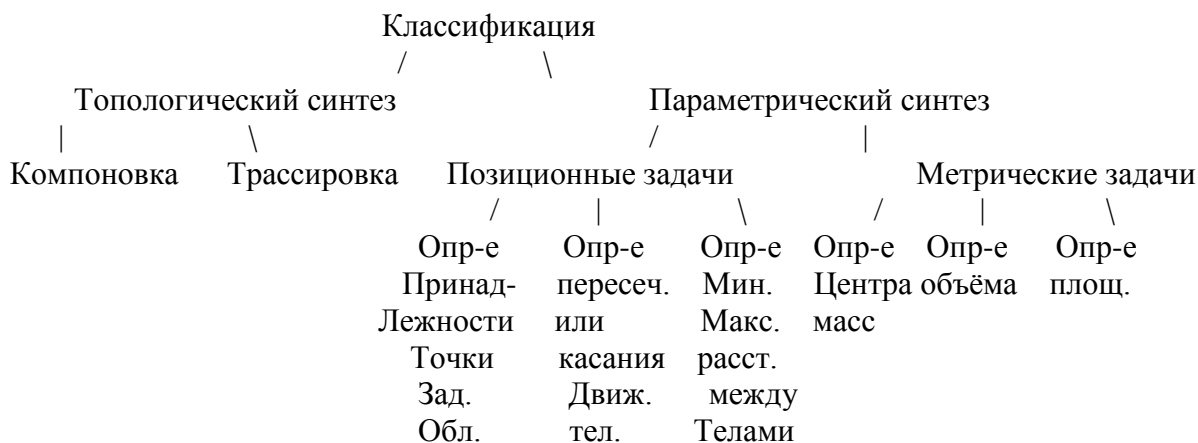 Классификация
Топологический синтез Параметрический синтез
Компоновка Трассировка Позиционные задачи Метрические задачи
Опр-е Опр-е Опр-е Опр-е Опр-е Опр-е
Принад- пересеч. Мин. Центра объёма площ.
Лежности или Макс. масс
Точки касания расст.
Зад. Движ. между
Обл. тел. Телами